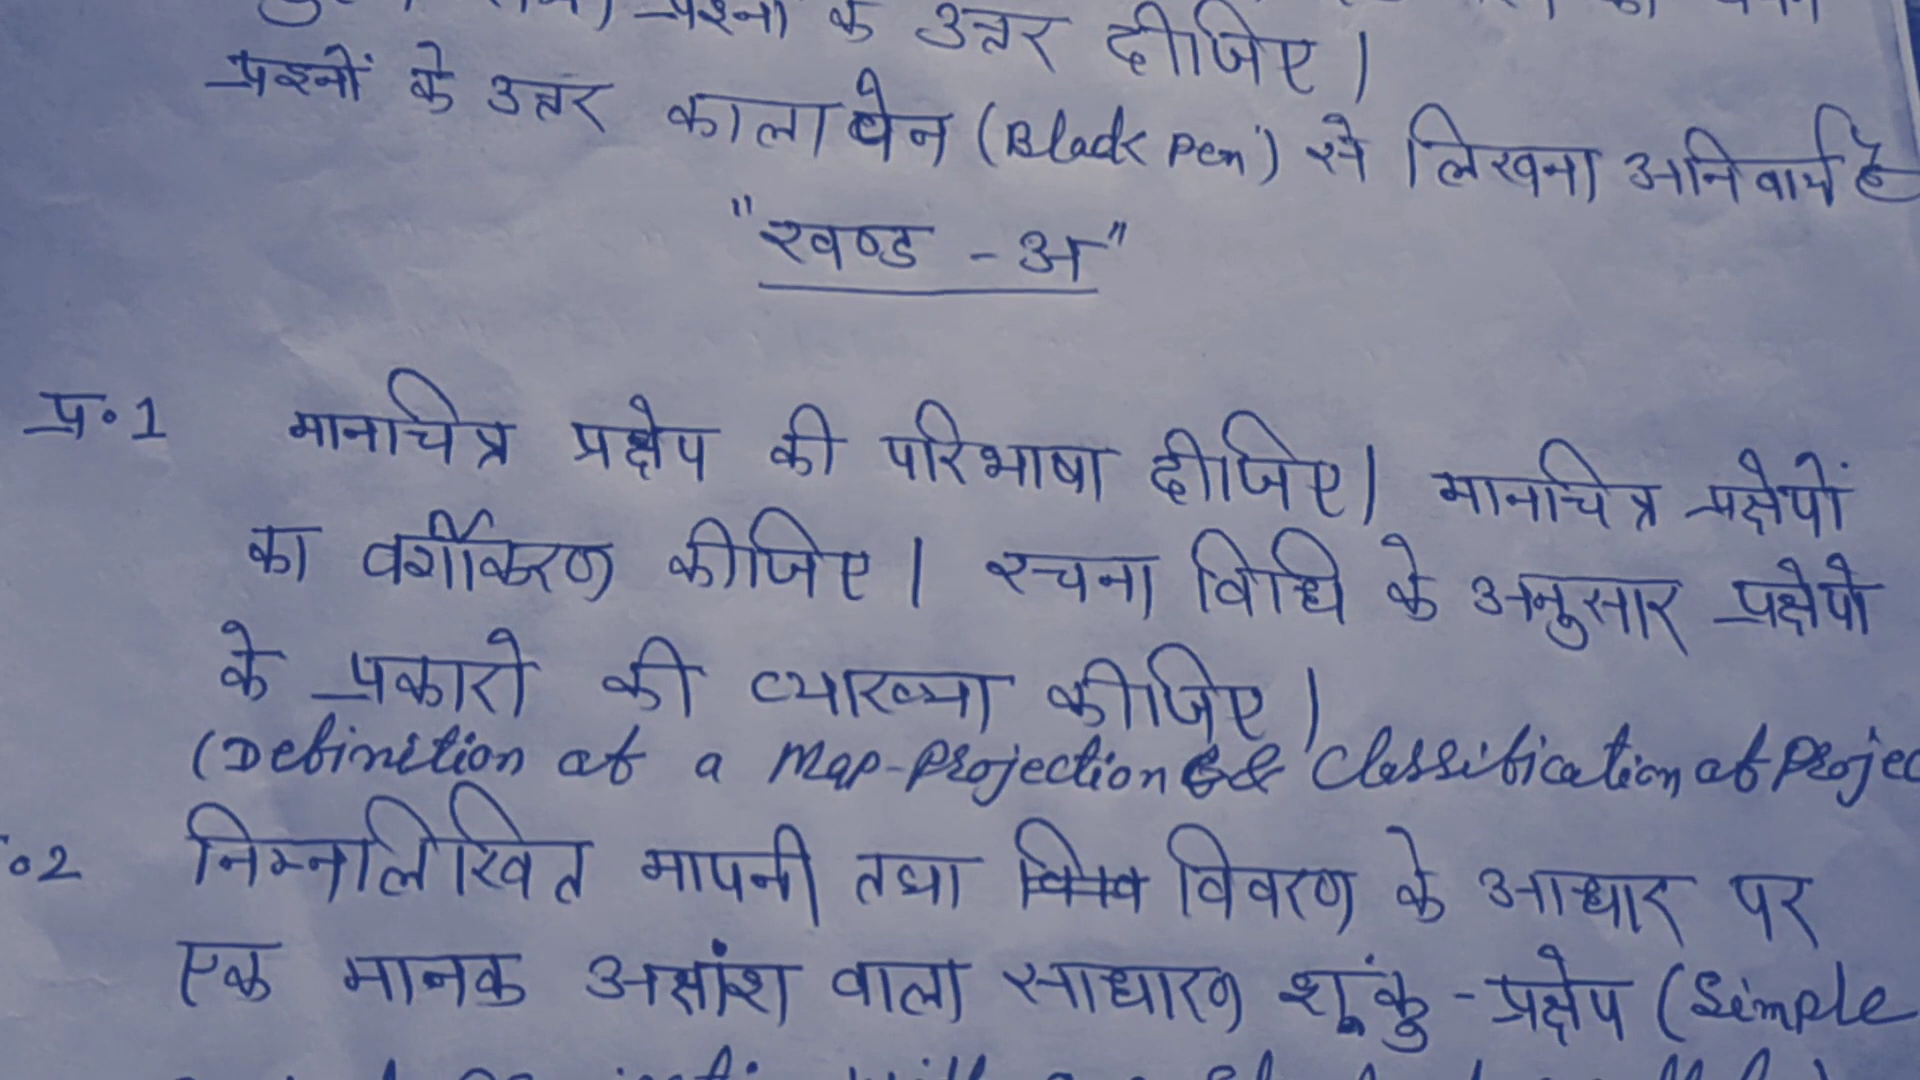 प्रश्नों के उत्तर दीजिए।
प्रश्नों के उत्तर काला पेन (Black Pen) से लिखना अनिवार्य है
"खण्ड - अ"
प्र.1 मानचित्र प्रक्षेप की परिभाषा दीजिए। मानचित्र प्रक्षेपों
का वर्गीकरण कीजिए। रचना विधि के अनुसार प्रक्षेपो
के प्रकारो की व्याख्या कीजिए।
(Definition of a Map-Projection & Classification of Projec
.2 निम्नलिखित मापनी तथा विवरण के आधार पर
एक मानक अक्षांश वाला साधारण शंकु - प्रक्षेप (Simple